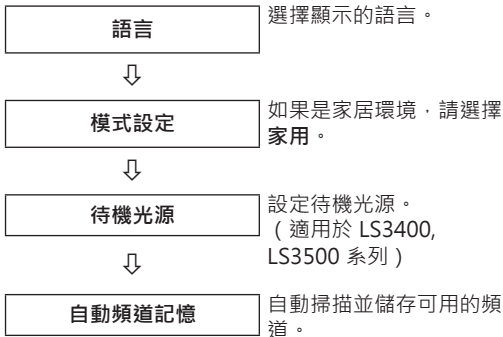 語言
選擇顯示的語言。
模式設定
如果是家居環境，請選擇
家用。
待機光源
設定待機光源。
（適用於 LS3400,
LS3500 系列）
自動頻道記憶
自動掃描並儲存可用的頻
道。